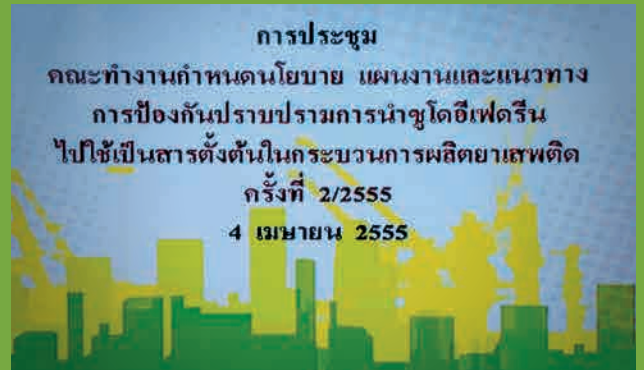 การประชุม
คณะทำงานกำหนดนโยบาย แผนงานและแนวทาง
การป้องกันปราบปรามการนำซูโดอีเฟดรีน
ไปใช้เป็นสารตั้งต้นในกระบวนการผลิตยาเสพติด
ครั้งที่ 2/2555
4 เมษายน 2555